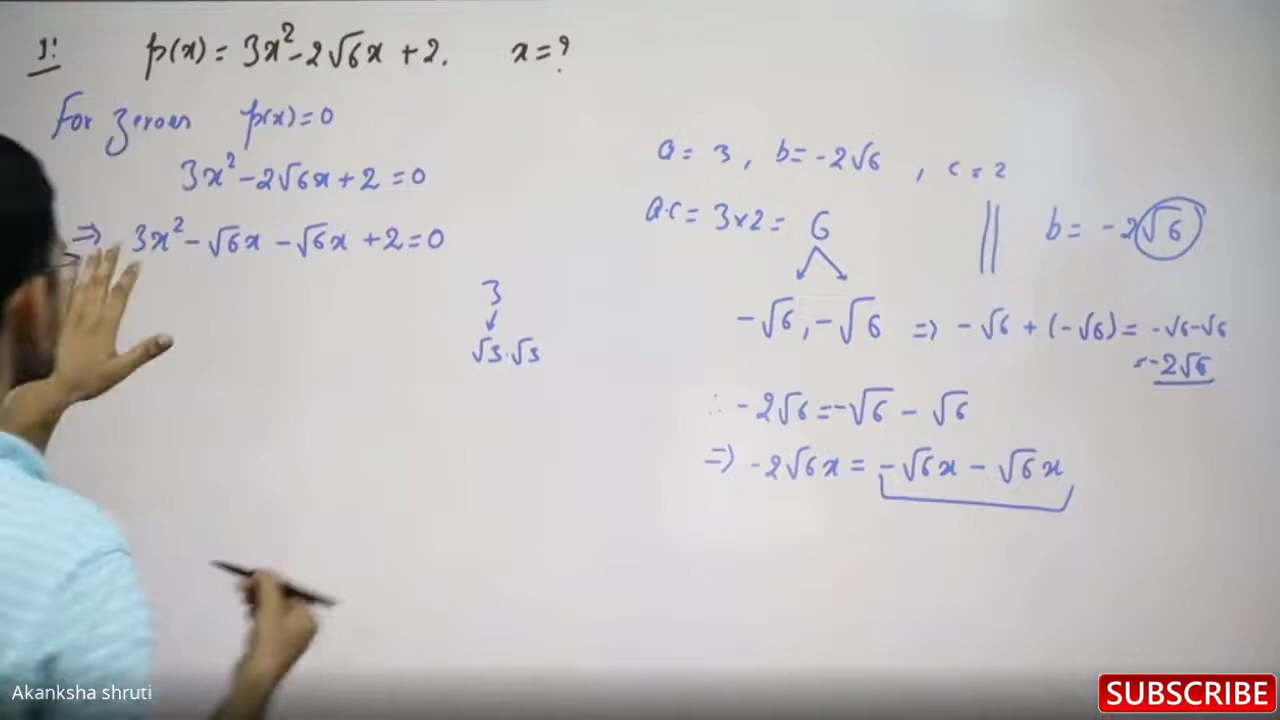 1: p(x) = 3x²-2√6x +2. x=?
For zeroes p(x)=0
3x²-2√6x+2=0
⇒ 3x²-√6x-√6x+2=0
3
↓
√3.√3
a= 3, b= -2√6, c=2
a.c = 3×2 = 6 || b= -2√6
-√6, -√6 ⇒ -√6 + (-√6) = -√6-√6
= -2√6
∴ -2√6=-√6 - √6
⇒ -2√6x = -√6x - √6x
Akanksha shruti
SUBSCRIBE